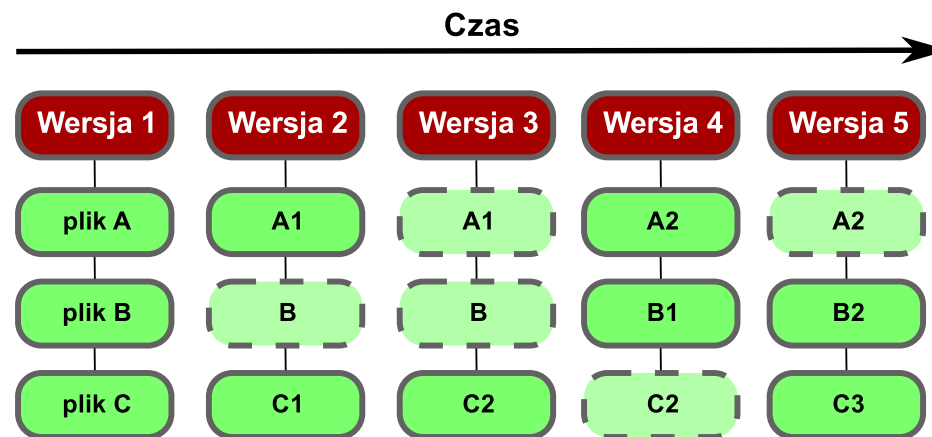 Czas
Wersja 1 Wersja 2 Wersja 3 Wersja 4 Wersja 5
plik A A1 A1 A2 A2
plik B B B B1 B2
plik C C1 C2 C2 C3